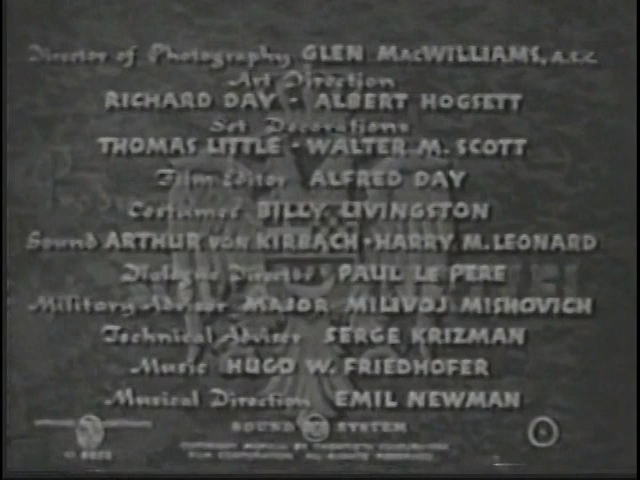 Director of Photography GLEN MacWILLIAMS, A.S.C.
Art Direction
RICHARD DAY - ALBERT HOGSETT
Set Decorations
THOMAS LITTLE - WALTER M. SCOTT
Film Editor ALFRED DAY
Costumes BILLY LIVINGSTON
Sound ARTHUR von KIRBACH - HARRY M. LEONARD
Dialogue Director PAUL LE PERE
Military Adviser MAJOR MILIVOJ MISHOVICH
Technical Adviser SERGE KRIZMAN
Music HUGO W. FRIEDHOFER
Musical Direction EMIL NEWMAN
SOUND SYSTEM